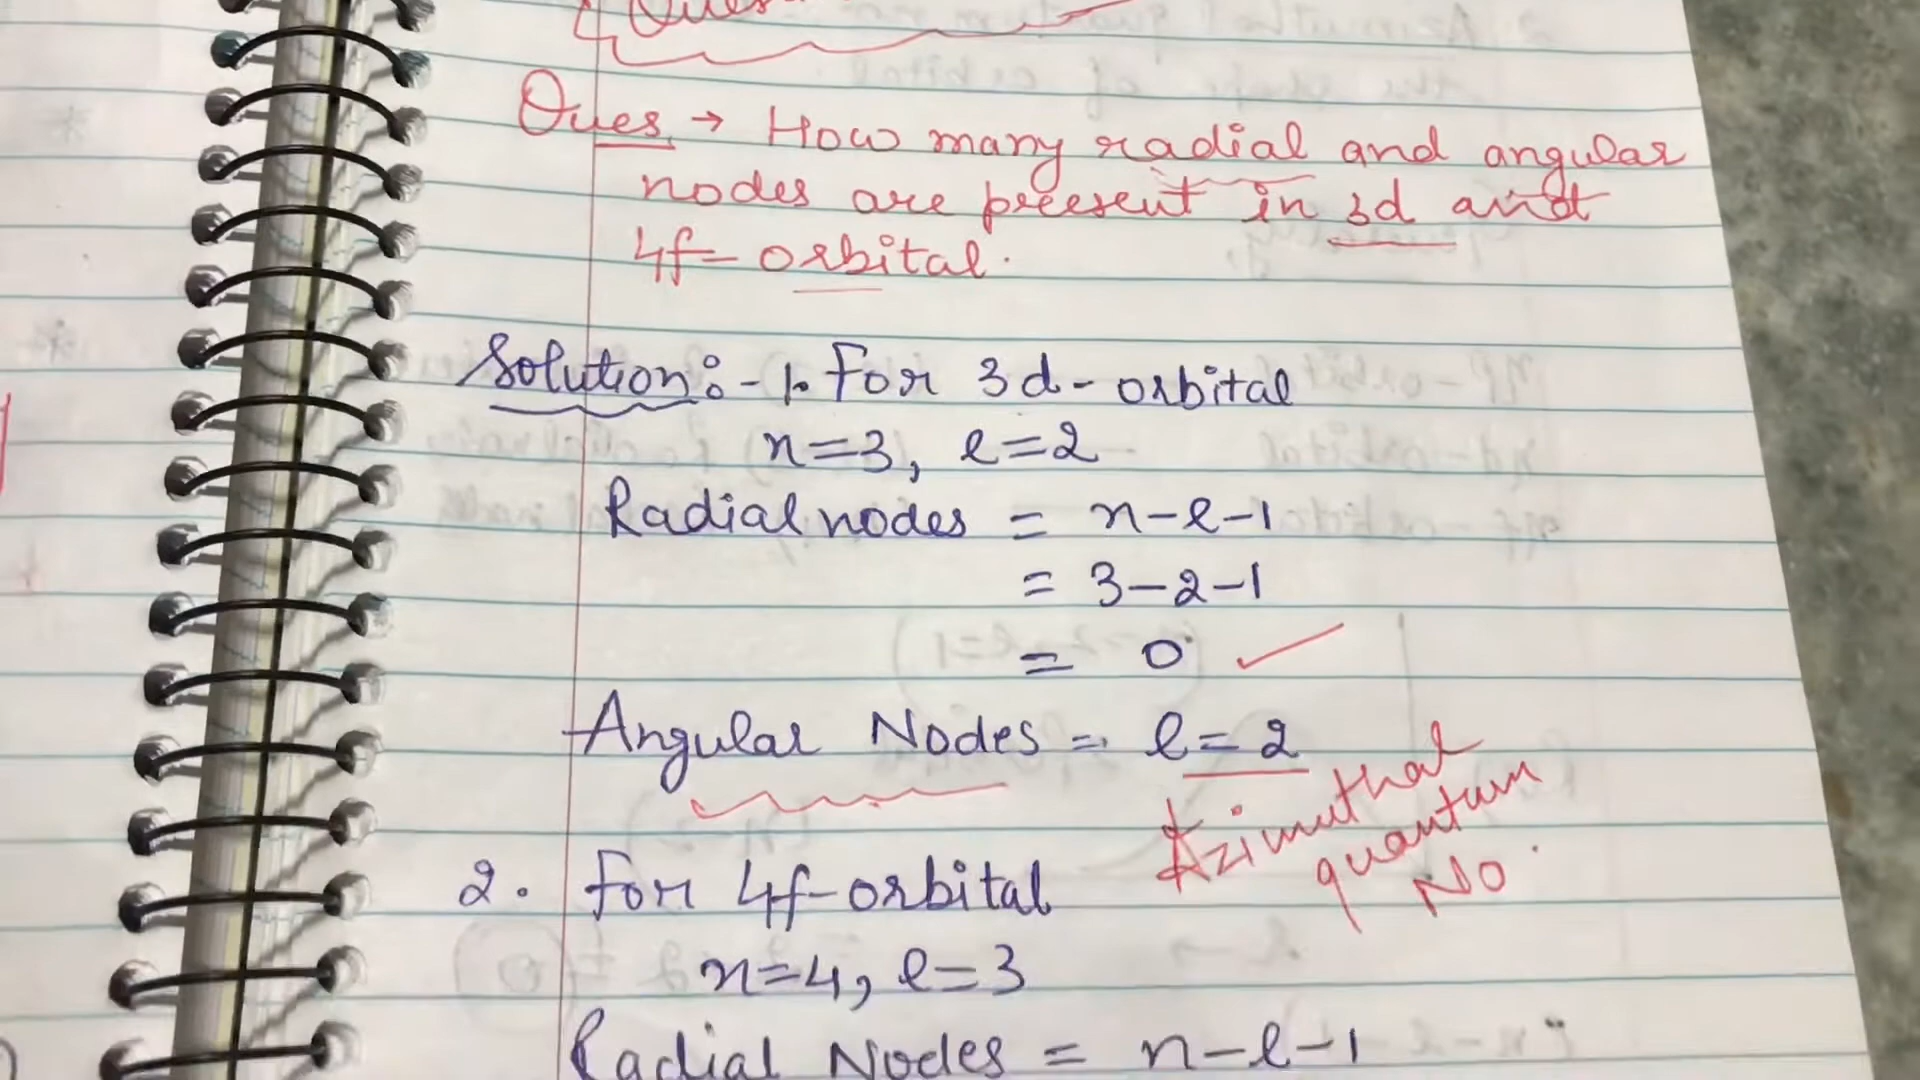 Ques
Ques → How many radial and angular
nodes are present in 3d and
4f- orbital.
Solution:- 1. For 3d- orbital
n=3, l=2
Radial nodes = n-l-1
= 3-2-1
= 0 ✓
Angular Nodes = l=2
Azimuthal
quantum
No.
2. For 4f-orbital
n=4, l=3
Radial Nodes = n-l-1